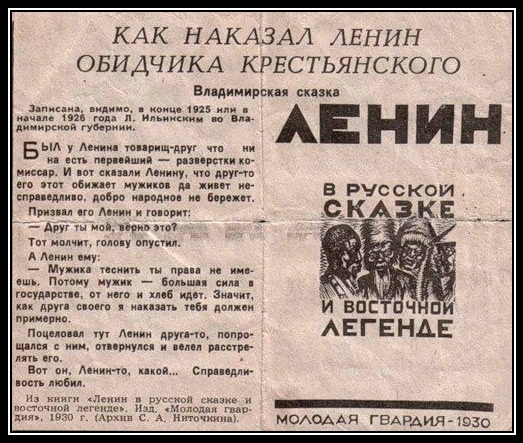 КАК НАКАЗАЛ ЛЕНИН
ОБИДЧИКА КРЕСТЬЯНСКОГО
Владимирская сказка
Записана, видимо, в конце 1925 или в
начале 1926 года Л. Ильинским во Вла-
димирской губернии.
БЫЛ у Ленина товарищ-друг что ни
на есть первейший — разверстки ко-
миссар. И вот сказали Ленину, что друг-то
его этот обижает мужиков да живет не-
справедливо, добро народное не бережет.
Призвал его Ленин и говорит:
— Друг ты мой, верно это?
Тот молчит, голову опустил.
А Ленин ему:
— Мужика теснить ты права не име-
ешь. Потому мужик — большая сила в
государстве, от него и хлеб идет. Значит,
как друга своего я наказать тебя должен
примерно.
Поцеловал тут Ленин друга-то, попро-
щался с ним, отвернулся и велел расстре-
лять его.
Вот он, Ленин-то, какой... Справедли-
вость любил.
Из книги «Ленин в русской сказке и
восточной легенде». Изд. «Молодая гвар-
дия», 1930 г. (Архив С. А. Ниточкина).
ЛЕНИН
В РУССКОЙ
СКАЗКЕ
И ВОСТОЧНОЙ
ЛЕГЕНДЕ
МОЛОДАЯ ГВАРДИЯ-1930